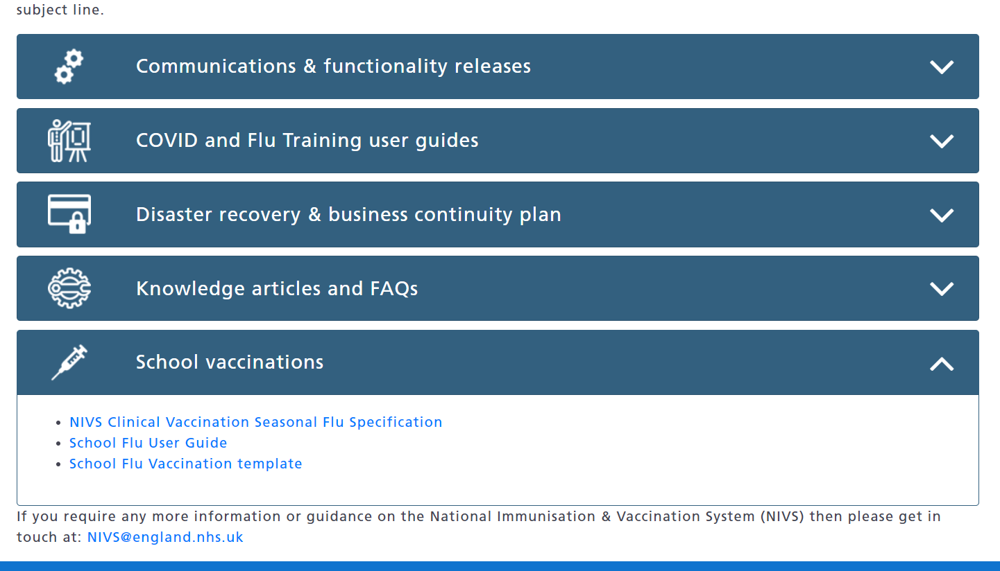 subject line.
Communications & functionality releases
COVID and Flu Training user guides
Disaster recovery & business continuity plan
Knowledge articles and FAQs
School vaccinations
NIVS Clinical Vaccination Seasonal Flu Specification
School Flu User Guide
School Flu Vaccination template
If you require any more information or guidance on the National Immunisation & Vaccination System (NIVS) then please get in
touch at: NIVS@england.nhs.uk